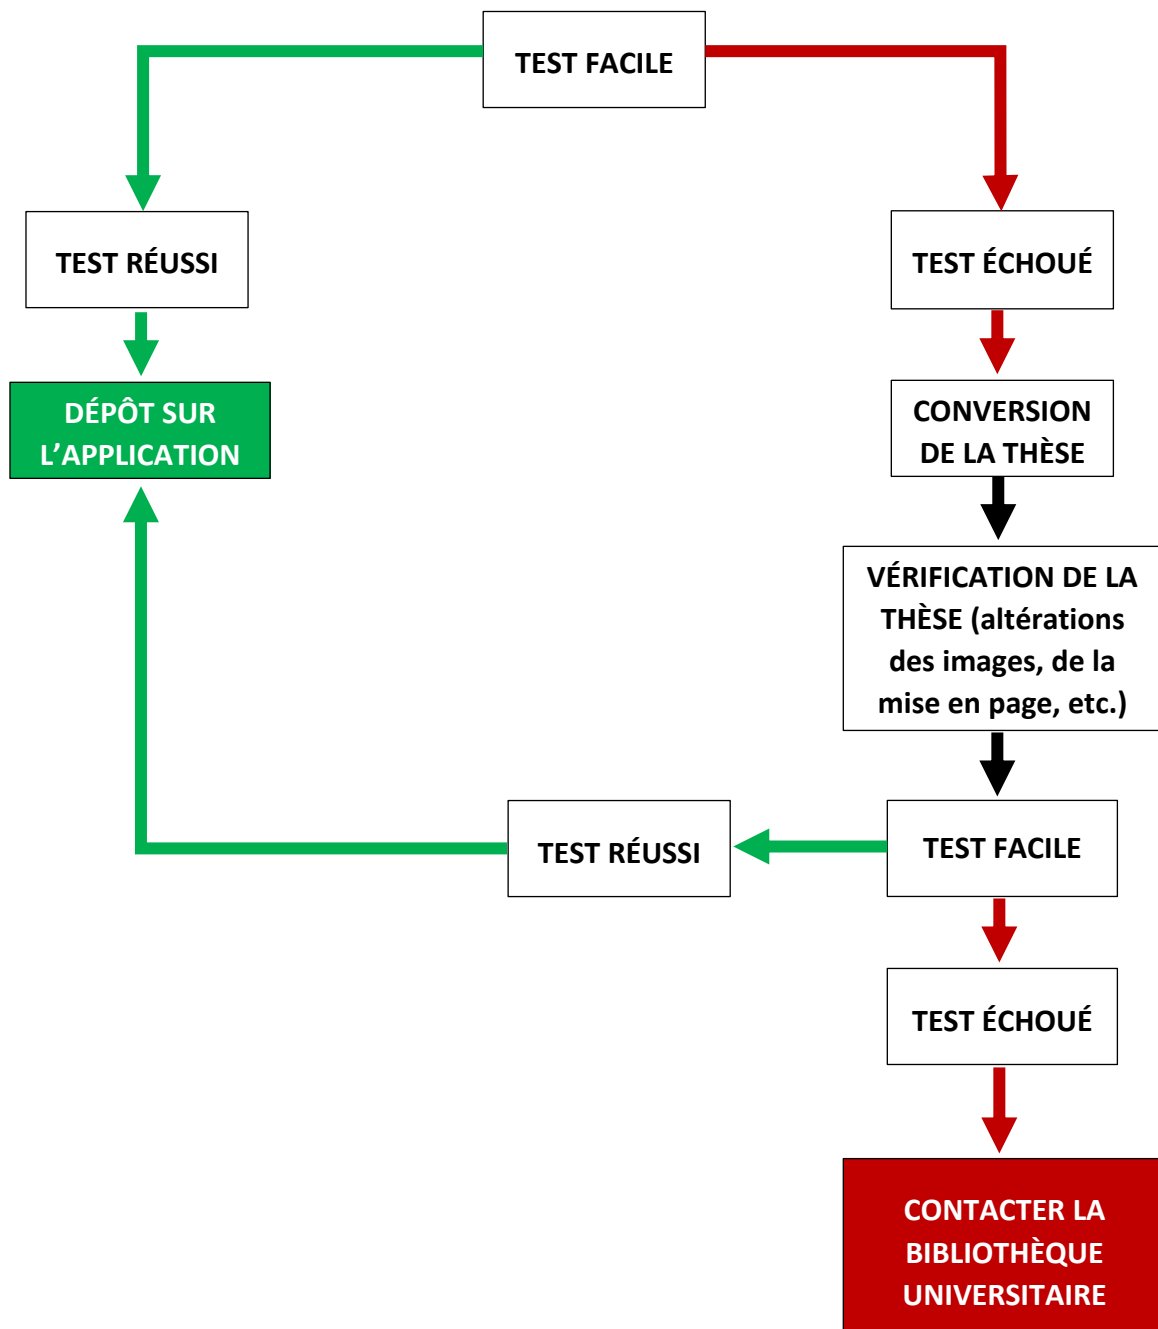 TEST FACILE
TEST RÉUSSI
TEST ÉCHOUÉ
DÉPÔT SUR
L’APPLICATION
CONVERSION
DE LA THÈSE
VÉRIFICATION DE LA
THÈSE (altérations
des images, de la
mise en page, etc.)
TEST RÉUSSI
TEST FACILE
TEST ÉCHOUÉ
CONTACTER LA
BIBLIOTHÈQUE
UNIVERSITAIRE